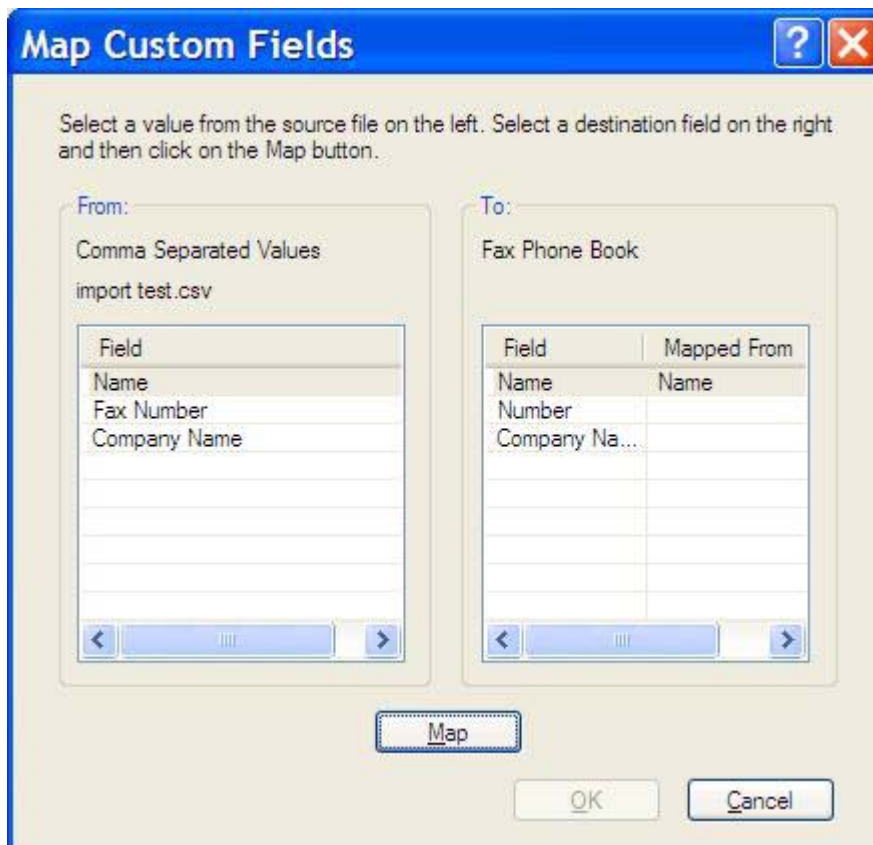 Map Custom Fields
?
Select a value from the source file on the left. Select a destination field on the right
and then click on the Map button.
From:
Comma Separated Values
import test.csv
Field
Name
Fax Number
Company Name
To:
Fax Phone Book
Field Mapped From
Name Name
Number
Company Na...
Map
OK Cancel